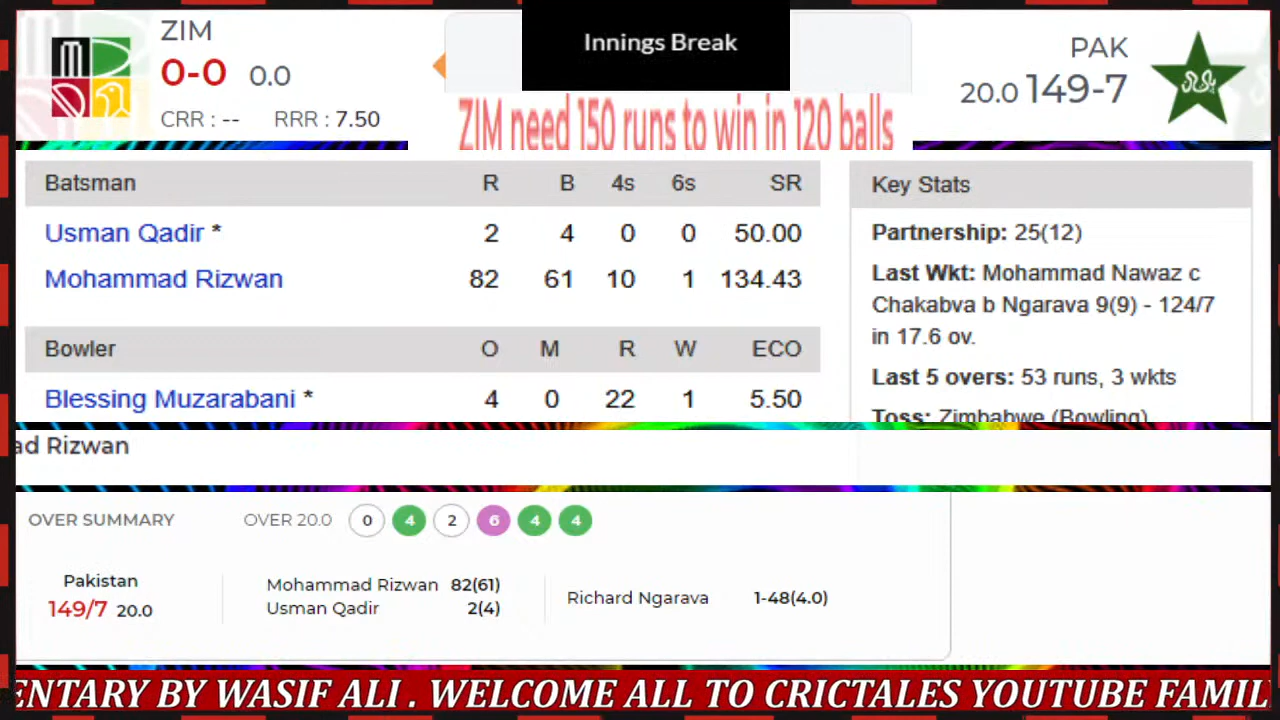 ZIM
0-0 0.0
CRR : -- RRR : 7.50
Innings Break
ZIM need 150 runs to win in 120 balls
PAK
20.0 149-7
Batsman R B 4s 6s SR
Usman Qadir * 2 4 0 0 50.00
Mohammad Rizwan 82 61 10 1 134.43
Bowler O M R W ECO
Blessing Muzarabani * 4 0 22 1 5.50
Key Stats
Partnership: 25(12)
Last Wkt: Mohammad Nawaz c
Chakabva b Ngarava 9(9) - 124/7
in 17.6 ov.
Last 5 overs: 53 runs, 3 wkts
Toss: Zimbabwe (Bowling)
ad Rizwan
OVER SUMMARY OVER 20.0 0 4 2 6 4 4
Pakistan
149/7 20.0
Mohammad Rizwan 82(61)
Usman Qadir 2(4)
Richard Ngarava 1-48(4.0)
ENTARY BY WASIF ALI . WELCOME ALL TO CRICTALES YOUTUBE FAMIL